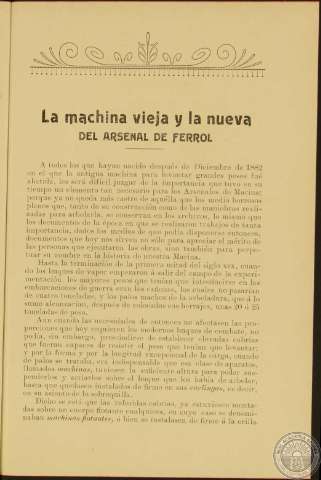 La machina vieja y la nueva
DEL ARSENAL DE FERROL
A todos los que hayan nacido después de Diciembre de 1882
en el que la antigua machina para levantar grandes pesos fué
abatida, les será difícil juzgar de la importancia que tuvo en su
tiempo un elemento tan necesario para los Arsenales de Marina;
porque ya no queda más rastro de aquélla que los medio borrosos
planos que, tanto de su construcción como de las maniobras reali-
zadas para arbolarla, se conservan en los archivos, lo mismo que
los documentos de la época en que se realizaron trabajos de tanta
importancia, dados los medios de que podía disponerse entonces,
documentos que hoy nos sirven no sólo para apreciar el mérito de
las personas que ejecutaron las obras, sino también para perpe-
tuar su nombre en la historia de nuestra Marina.
Hasta la terminación de la primera mitad del siglo XIX, cuan-
do los buques de vapor empezaron á salir del campo de la experi-
mentación, los mayores pesos que tenían que introducirse en las
embarcaciones de guerra eran los cañones, los cuales no pasarían
de cuatro toneladas, y los palos machos de la arboladura, que á lo
sumo alcanzarían, después de colocadas encharrapas, unas 20 ó 25
toneladas de peso.
Aun cuando las necesidades de entonces no afectasen las pro-
porciones que hoy requieren los modernos buques de combate, no
podía, sin embargo, prescindirse de establecer elevadas cabrias
que fueran capaces de resistir el peso que tenían que levantar;
y por la forma y por la longitud excepcional de la carga, cuando
de palos se trataba, era indispensable que esa clase de aparatos,
llamados machinas, tuviesen la suficiente altura para poder sus-
penderlos y arriarlos sobre el buque que los había de arbolar,
hasta que quedasen instalados de firme en sus carlingas, es decir,
en su asiento de la sobrequilla.
Dicho se está que las referidas cabrias, ya estuviesen monta-
das sobre un cuerpo flotante cualquiera, en cuyo caso se denomi-
naban machinas flotantes, ó bien se instalasen de firme á la orilla